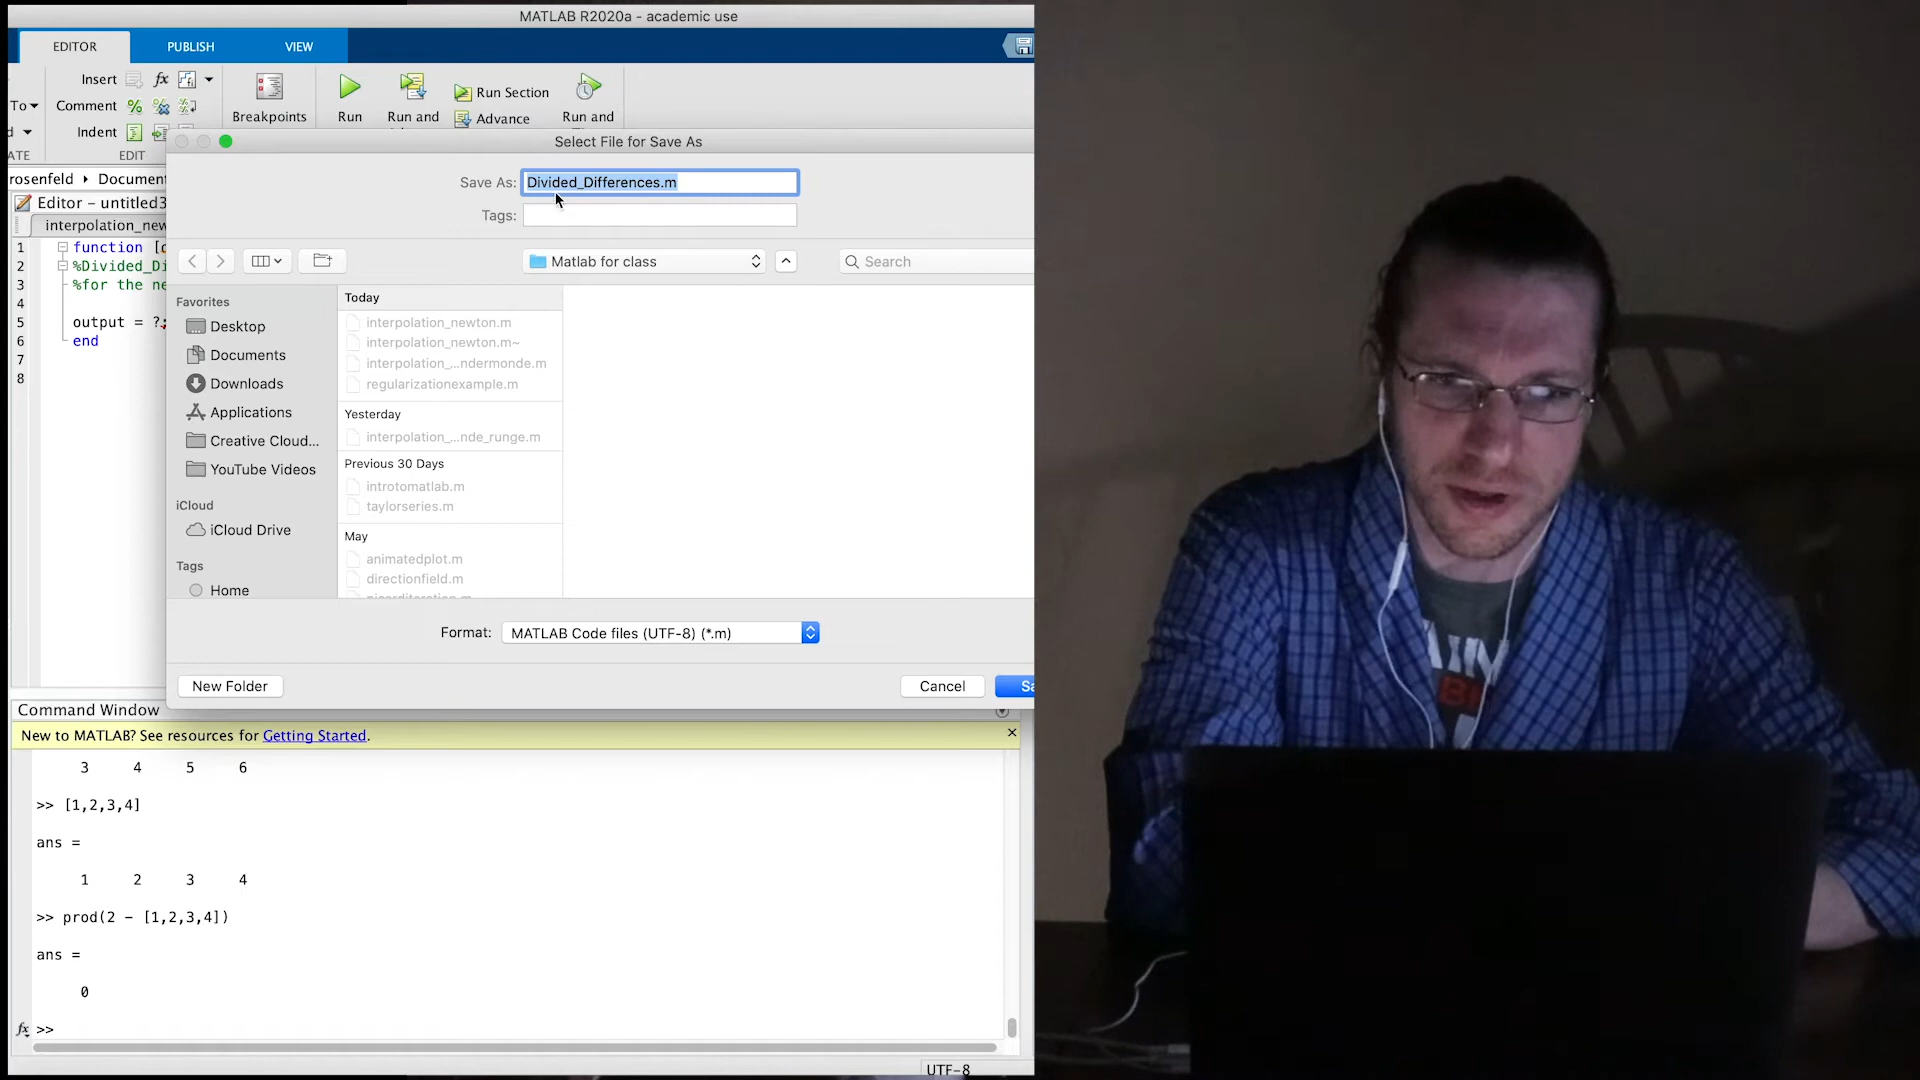 MATLAB R2020a - academic use
EDITOR PUBLISH VIEW
Insert fx
To Comment
Indent
Breakpoints
Run
Run and
Run Section
Advance
Run and
EDIT
Select File for Save As
rosenfeld Document
Save As: Divided_Differences.m
Editor - untitled3
Tags:
interpolation_new
1 function [
2 %Divided_Di
3 %for the ne
4
5 output = ?;
6 end
7
8
Matlab for class
Search
Favorites
Desktop
Documents
Downloads
Applications
Creative Cloud...
YouTube Videos
iCloud
iCloud Drive
Tags
Home
Today
interpolation_newton.m
interpolation_newton.m~
interpolation_...ndermonde.m
regularizationexample.m
Yesterday
interpolation_...nde_runge.m
Previous 30 Days
introtomatlab.m
taylorseries.m
May
animatedplot.m
directionfield.m
Format: MATLAB Code files (UTF-8) (*.m)
New Folder
Cancel
Sa
Command Window
New to MATLAB? See resources for Getting Started.
3 4 5 6
>> [1,2,3,4]
ans =
1 2 3 4
>> prod(2 - [1,2,3,4])
ans =
0
fx >>
UTF-8